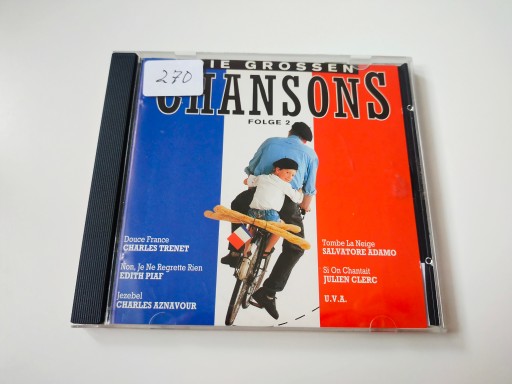 270
DIE GROSSEN
CHANSONS
FOLGE 2
Douce France
CHARLES TRENET
Non, Je Ne Regrette Rien
EDITH PIAF
Jezebel
CHARLES AZNAVOUR
Tombe La Neige
SALVATORE ADAMO
Si On Chantait
JULIEN CLERC
U.V.A.